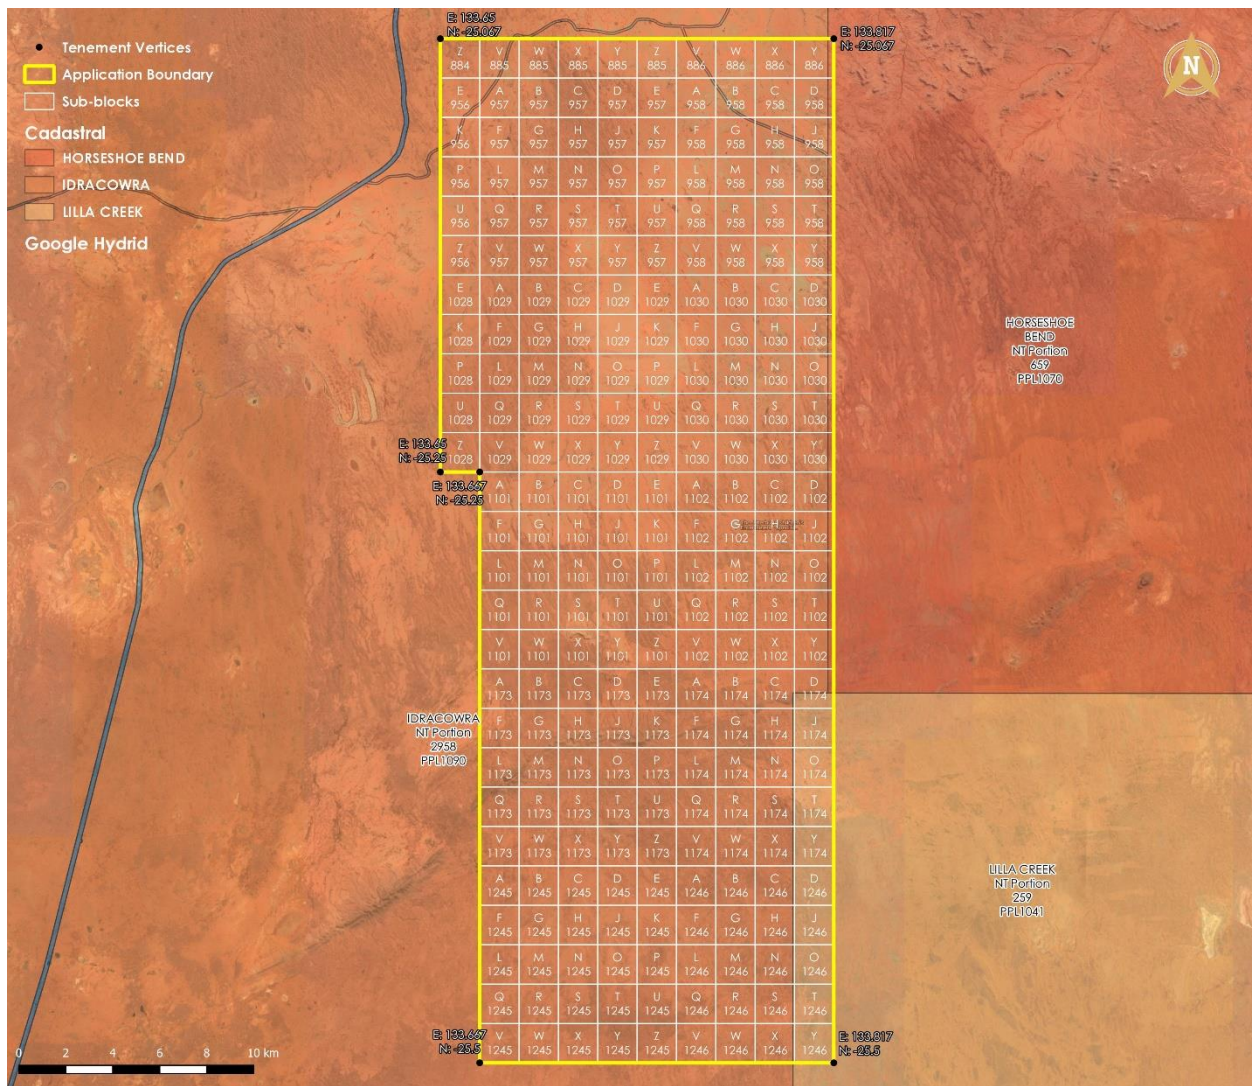 Tenement Vertices
Application Boundary
Sub-blocks
Cadastral
HORSESHOE BEND
IDRACOWRA
LILLA CREEK
Google Hydrid
N
E: 133.65
N: -25.067
E: 133.817
N: -25.067
Z V W X Y Z V W X Y
884 885 885 885 885 885 886 886 886 886
E A B C D E A B C D
956 957 957 957 957 957 958 958 958 958
K F G H J K F G H J
956 957 957 957 957 957 958 958 958 958
P L M N O P L M N O
956 957 957 957 957 957 958 958 958 958
U Q R S T U Q R S T
956 957 957 957 957 957 958 958 958 958
Z V W X Y Z V W X Y
956 957 957 957 957 957 958 958 958 958
E A B C D E A B C D
1028 1029 1029 1029 1029 1029 1030 1030 1030 1030
K F G H J K F G H J
1028 1029 1029 1029 1029 1029 1030 1030 1030 1030
P L M N O P L M N O
1028 1029 1029 1029 1029 1029 1030 1030 1030 1030
U Q R S T U Q R S T
1028 1029 1029 1029 1029 1029 1030 1030 1030 1030
Z V W X Y Z V W X Y
1028 1029 1029 1029 1029 1029 1030 1030 1030 1030
E: 133.65
N: -25.25
E: 133.667
N: -25.25
A B C D E A B C D
1101 1101 1101 1101 1101 1102 1102 1102 1102
F G H J K F G H J
1101 1101 1101 1101 1101 1102 1102 1102 1102
L M N O P L M N O
1101 1101 1101 1101 1101 1102 1102 1102 1102
Q R S T U Q R S T
1101 1101 1101 1101 1101 1102 1102 1102 1102
V W X Y Z V W X Y
1101 1101 1101 1101 1101 1102 1102 1102 1102
A B C D E A B C D
1173 1173 1173 1173 1173 1174 1174 1174 1174
F G H J K F G H J
1173 1173 1173 1173 1173 1174 1174 1174 1174
L M N O P L M N O
1173 1173 1173 1173 1173 1174 1174 1174 1174
Q R S T U Q R S T
1173 1173 1173 1173 1173 1174 1174 1174 1174
V W X Y Z V W X Y
1173 1173 1173 1173 1173 1174 1174 1174 1174
A B C D E A B C D
1245 1245 1245 1245 1245 1246 1246 1246 1246
F G H J K F G H J
1245 1245 1245 1245 1245 1246 1246 1246 1246
L M N O P L M N O
1245 1245 1245 1245 1245 1246 1246 1246 1246
Q R S T U Q R S T
1245 1245 1245 1245 1245 1246 1246 1246 1246
V W X Y Z V W X Y
1245 1245 1245 1245 1245 1246 1246 1246 1246
HORSESHOE
BEND
NT Portion
659
PPL1070
IDRACOWRA
NT Portion
2958
PPL1090
LILLA CREEK
NT Portion
259
PPL1041
E: 133.667
N: -25.5
E: 133.817
N: -25.5
0 2 4 6 8 10 km